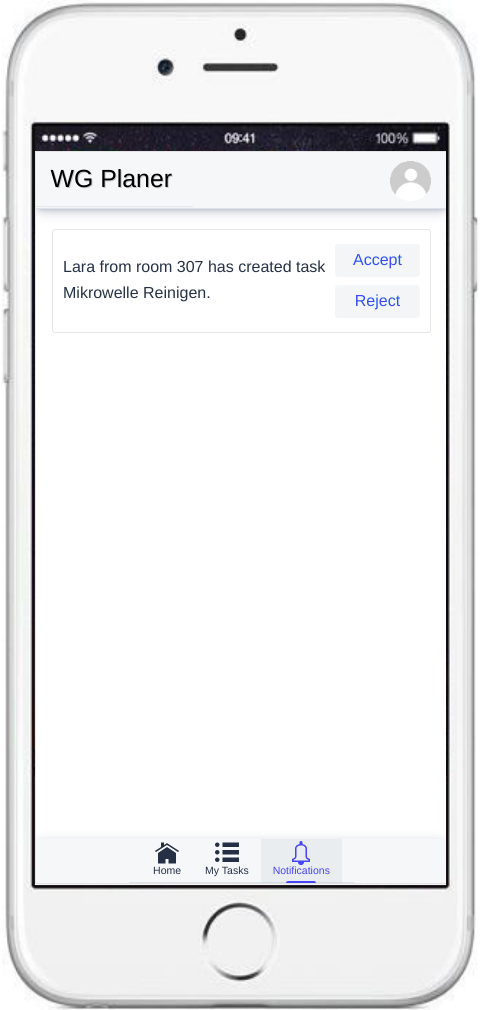 09:41
100%
WG Planer
Lara from room 307 has created task
Mikrowelle Reinigen.
Accept
Reject
Home
My Tasks
Notifications